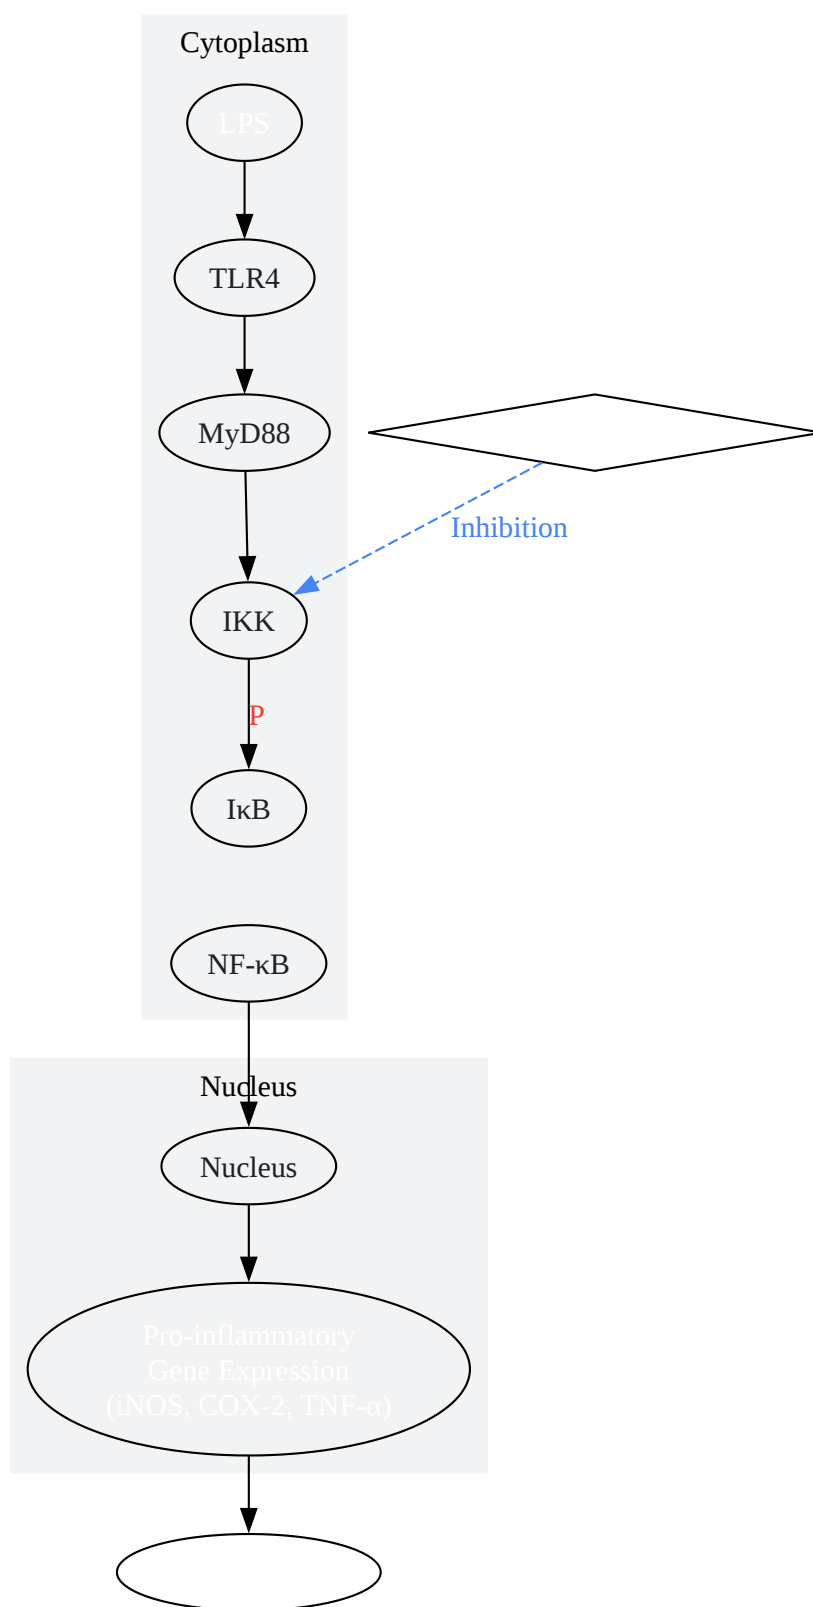 Cytoplasm
LPS
TLR4
MyD88
Inhibition
IKK
P
IκB
NF-κB
Nucleus
Nucleus
Pro-inflammatory
Gene Expression
(iNOS, COX-2, TNF-α)